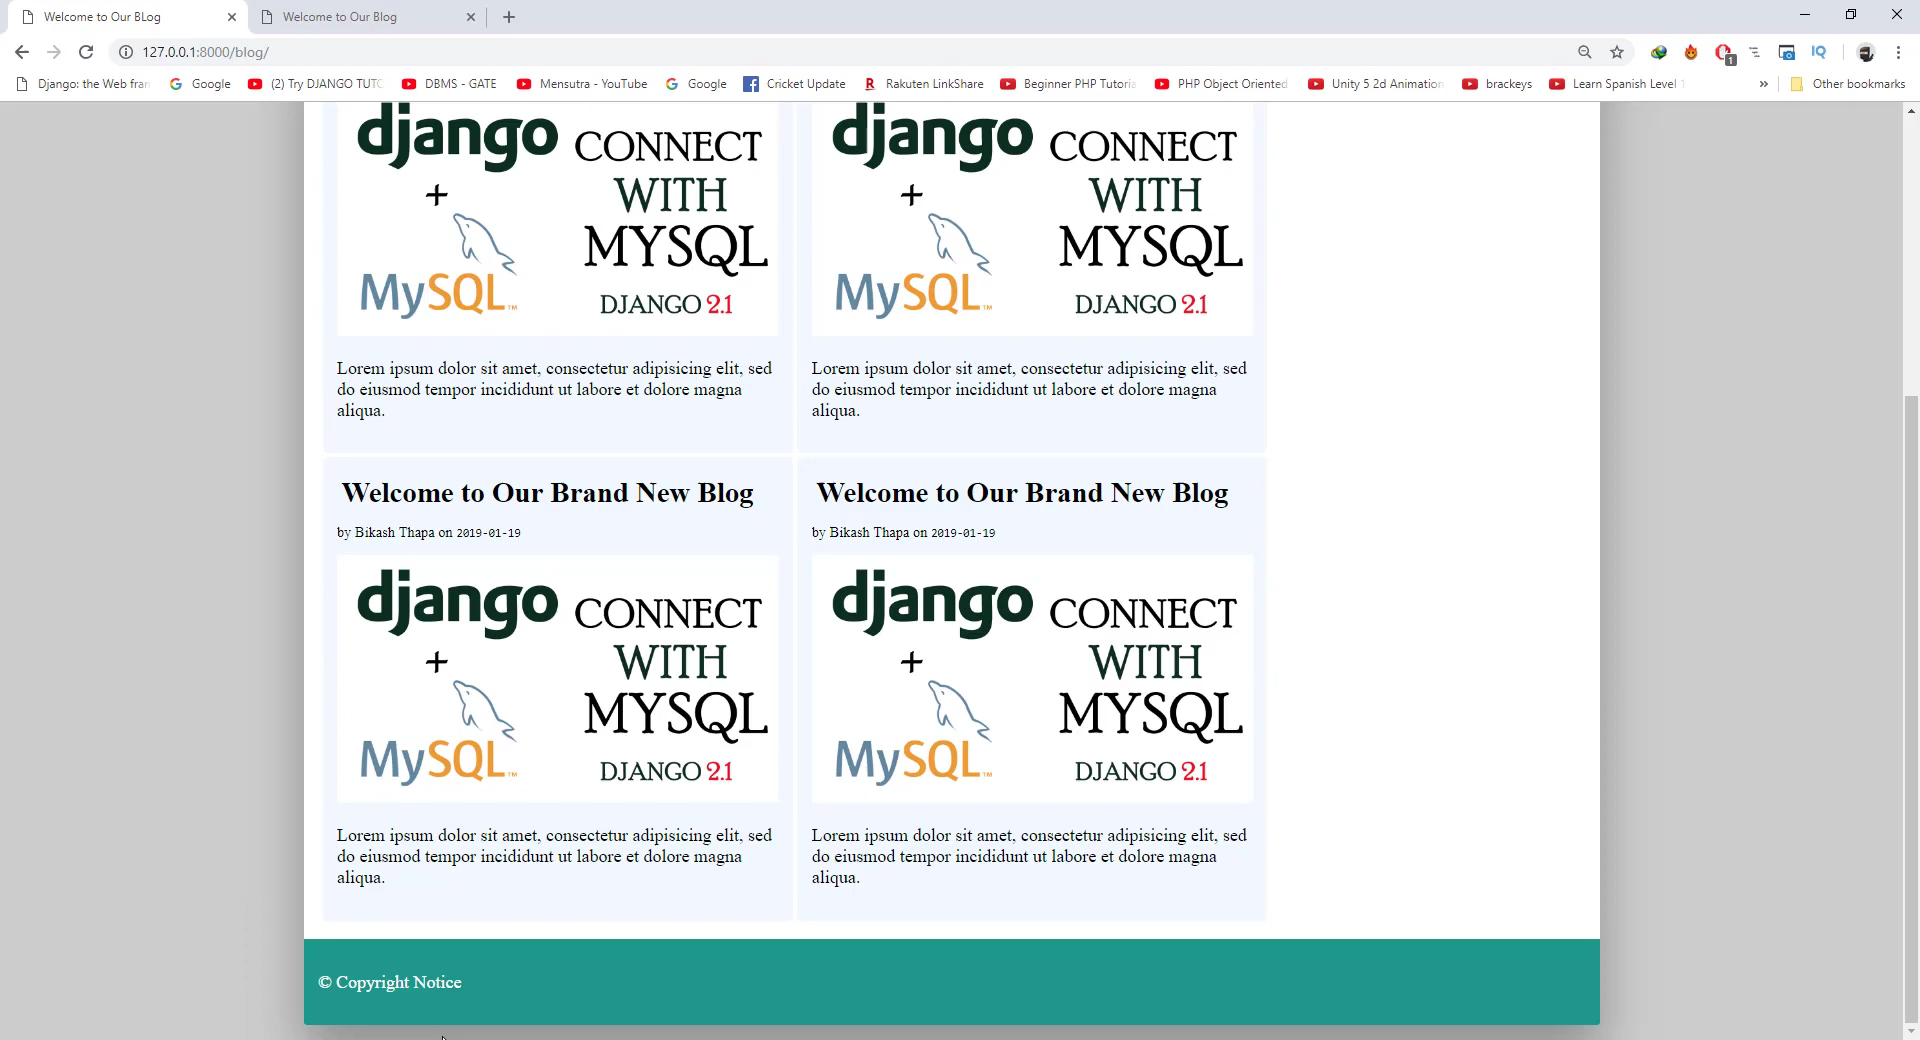 Welcome to Our BLog
Welcome to Our Blog
127.0.0.1:8000/blog/
1
Django: the Web fran
Google
(2) Try DJANGO TUTO
DBMS - GATE
Mensutra - YouTube
Google
Cricket Update
Rakuten LinkShare
Beginner PHP Tutoria
PHP Object Oriented
Unity 5 2d Animation
brackeys
Learn Spanish Level 1
»
Other bookmarks
django
+
MySQL™
CONNECT
WITH
MYSQL
DJANGO 2.1
django
+
MySQL™
CONNECT
WITH
MYSQL
DJANGO 2.1
Lorem ipsum dolor sit amet, consectetur adipisicing elit, sed
do eiusmod tempor incididunt ut labore et dolore magna
aliqua.
Lorem ipsum dolor sit amet, consectetur adipisicing elit, sed
do eiusmod tempor incididunt ut labore et dolore magna
aliqua.
Welcome to Our Brand New Blog
by Bikash Thapa on 2019-01-19
django
+
MySQL™
CONNECT
WITH
MYSQL
DJANGO 2.1
Lorem ipsum dolor sit amet, consectetur adipisicing elit, sed
do eiusmod tempor incididunt ut labore et dolore magna
aliqua.
Welcome to Our Brand New Blog
by Bikash Thapa on 2019-01-19
django
+
MySQL™
CONNECT
WITH
MYSQL
DJANGO 2.1
Lorem ipsum dolor sit amet, consectetur adipisicing elit, sed
do eiusmod tempor incididunt ut labore et dolore magna
aliqua.
© Copyright Notice